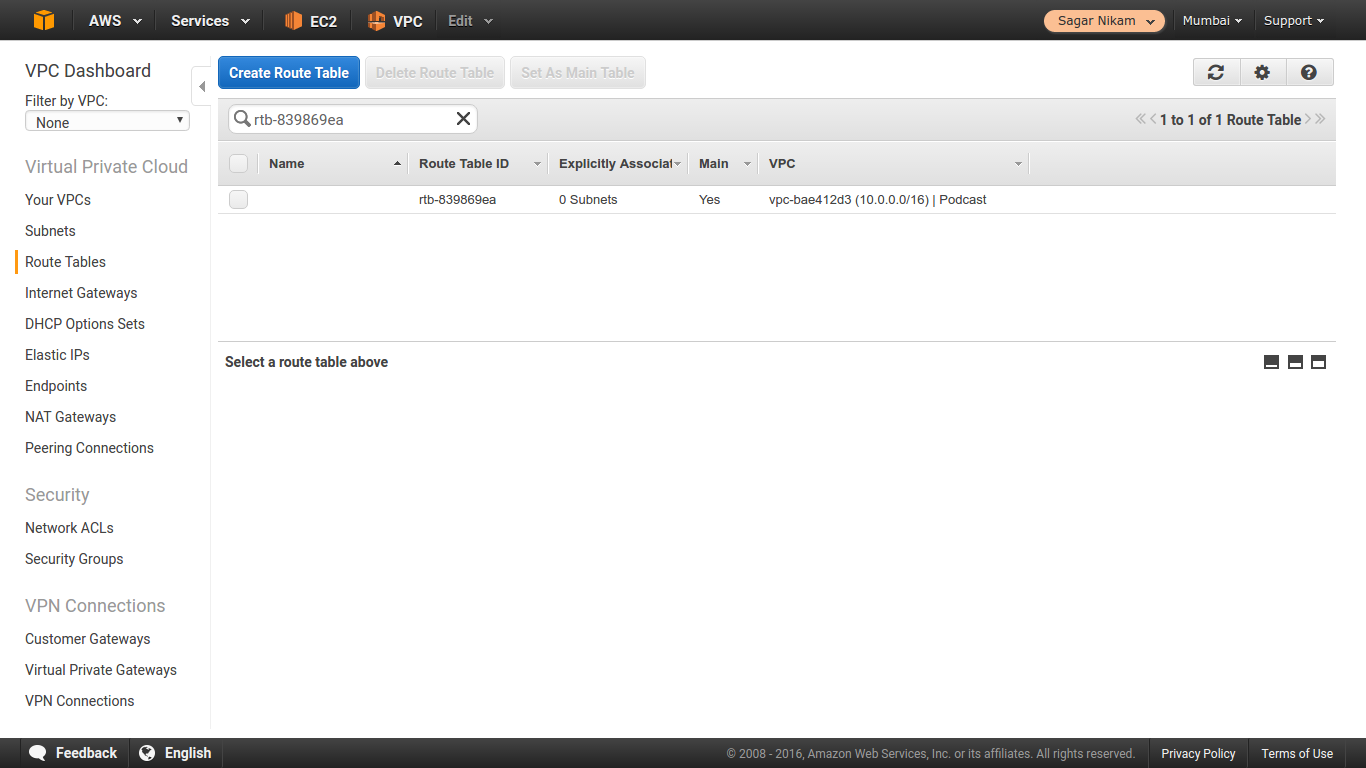 AWS Services EC2 VPC Edit Sagar Nikam Mumbai Support
VPC Dashboard
Filter by VPC:
None
Virtual Private Cloud
Your VPCs
Subnets
Route Tables
Internet Gateways
DHCP Options Sets
Elastic IPs
Endpoints
NAT Gateways
Peering Connections
Security
Network ACLs
Security Groups
VPN Connections
Customer Gateways
Virtual Private Gateways
VPN Connections
Create Route Table Delete Route Table Set As Main Table
rtb-839869ea 1 to 1 of 1 Route Table
Name Route Table ID Explicitly Associat Main VPC
rtb-839869ea 0 Subnets Yes vpc-bae412d3 (10.0.0.0/16) | Podcast
Select a route table above
Feedback English © 2008 - 2016, Amazon Web Services, Inc. or its affiliates. All rights reserved. Privacy Policy Terms of Use